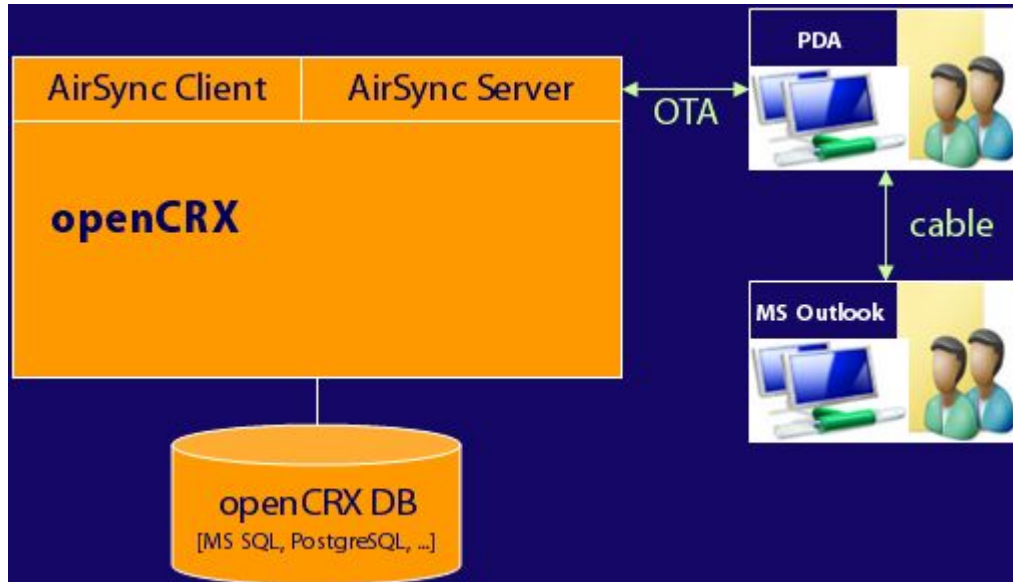 AirSync Client
AirSync Server
openCRX
OTA
PDA
cable
MS Outlook
openCRX DB
[MS SQL, PostgreSQL, ...]